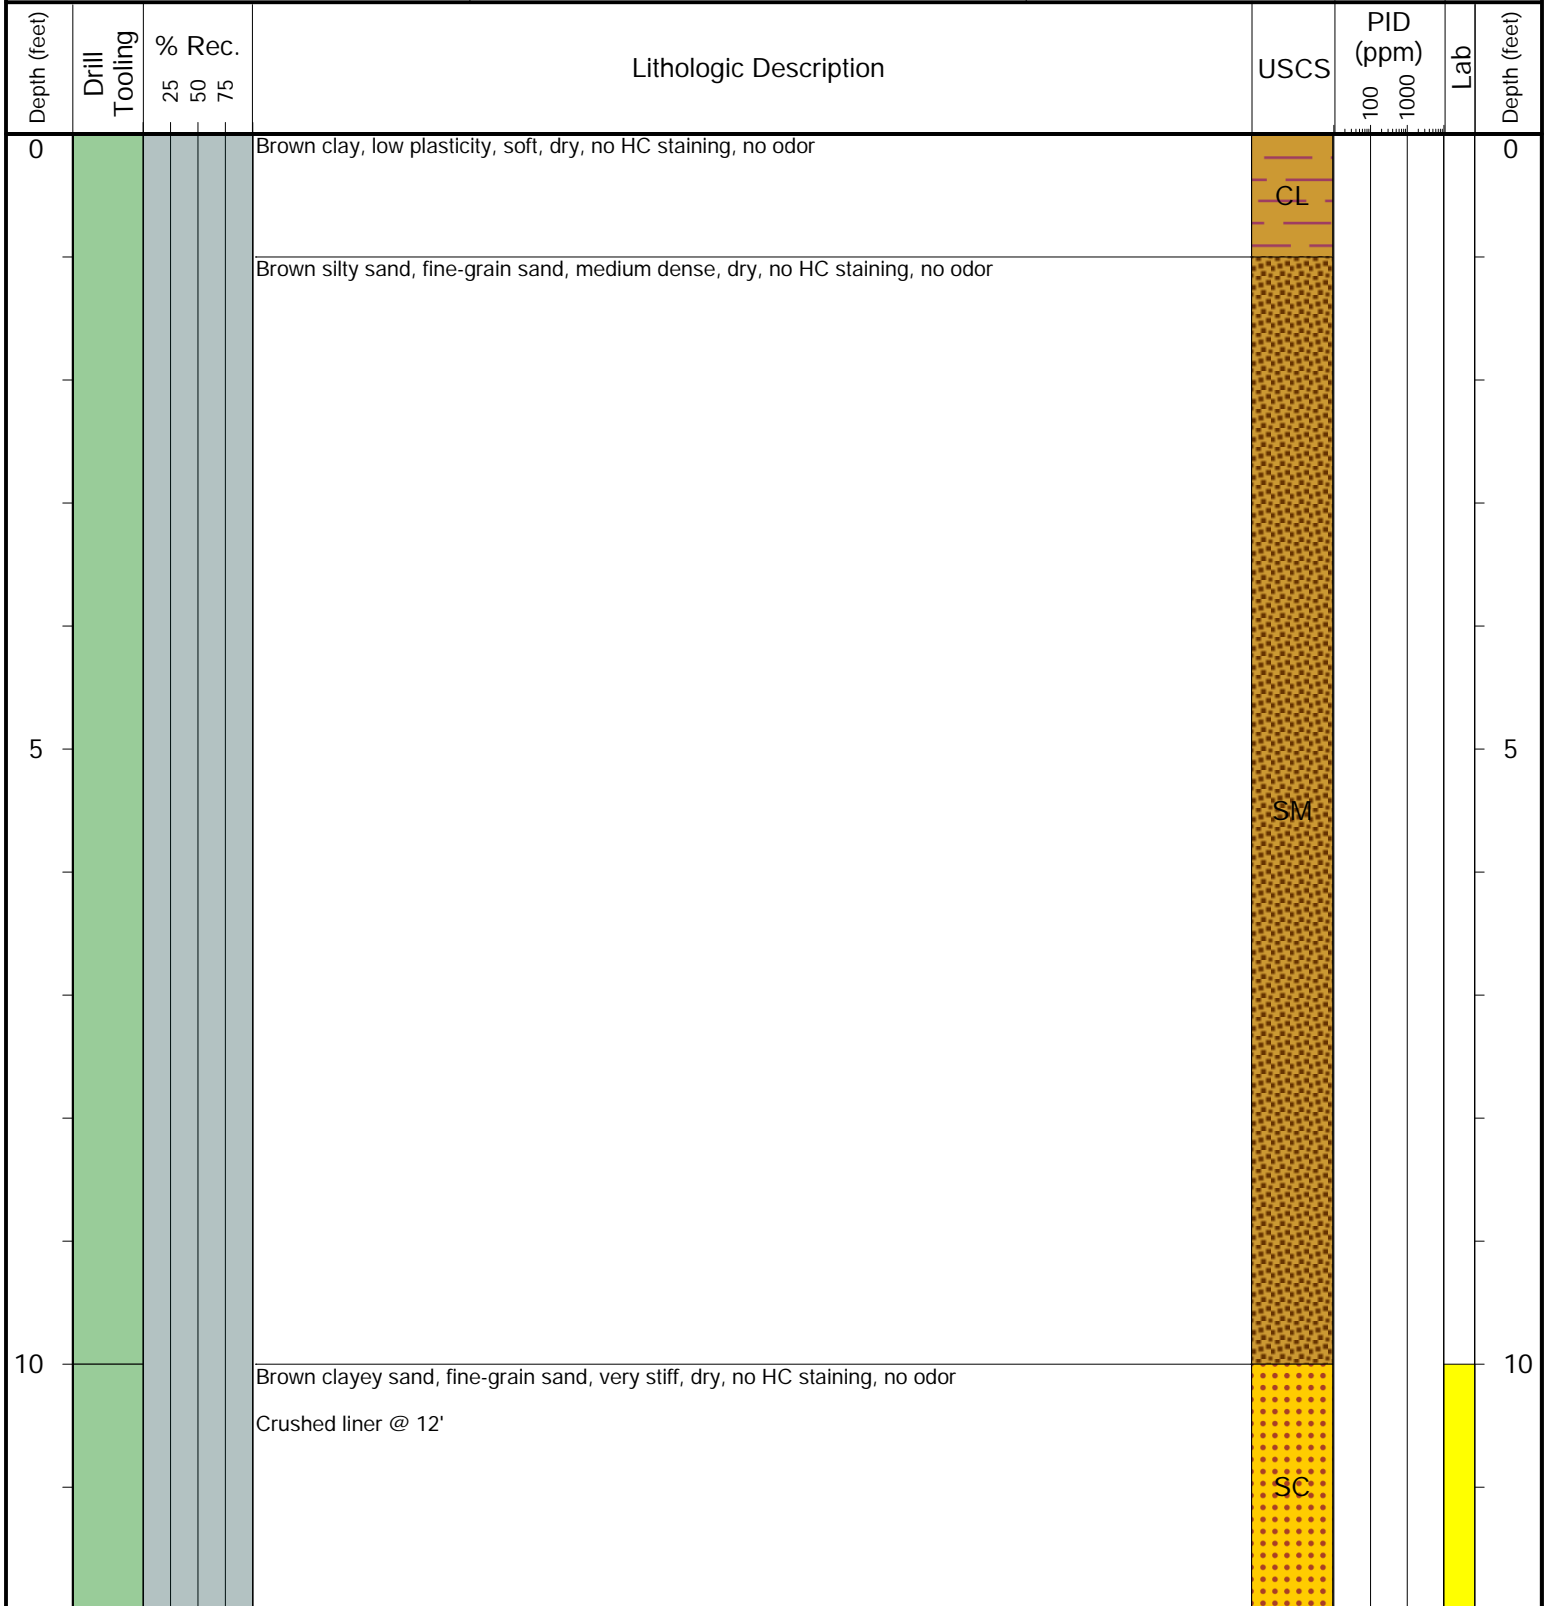 Depth (feet)
Drill
Tooling
% Rec.
25
50
75
Lithologic Description
USCS
PID
(ppm)
100
1000
Lab
Depth (feet)
0
Brown clay, low plasticity, soft, dry, no HC staining, no odor
0
CL
Brown silty sand, fine-grain sand, medium dense, dry, no HC staining, no odor
5
5
SM
10
Brown clayey sand, fine-grain sand, very stiff, dry, no HC staining, no odor
10
Crushed liner @ 12'
SC